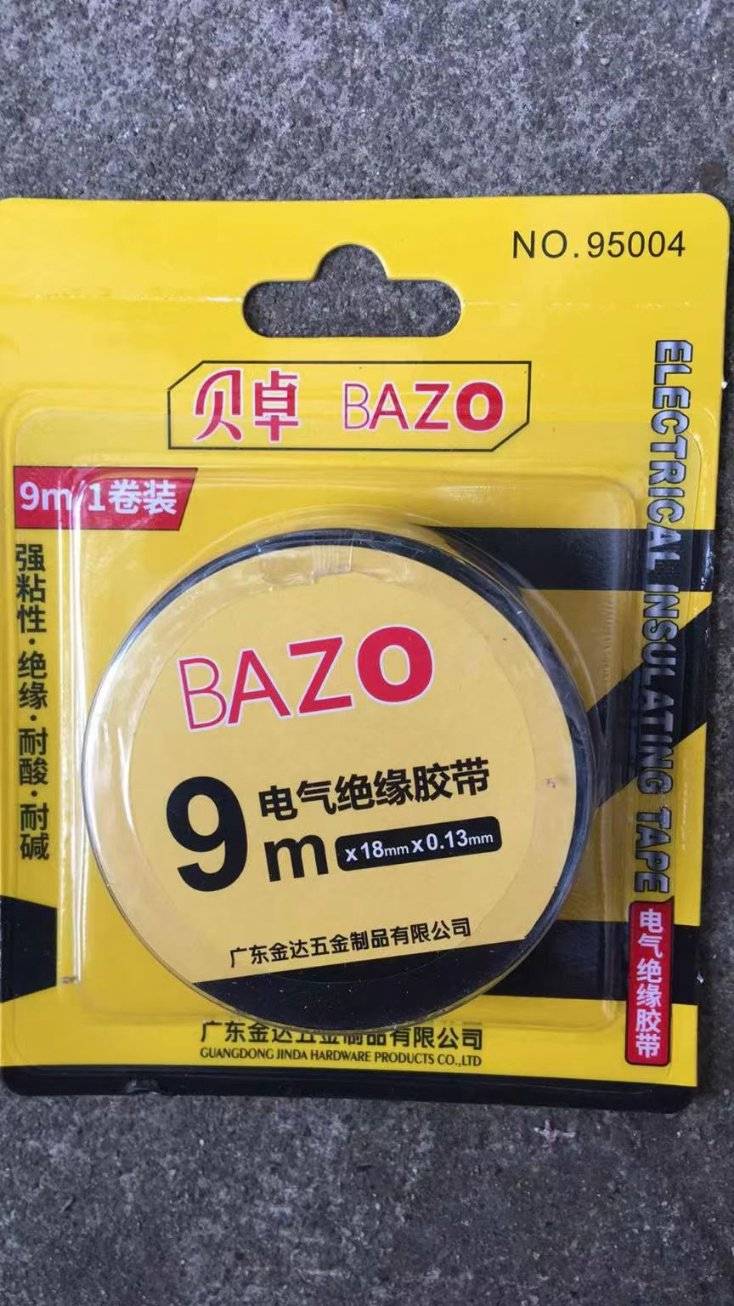 NO.95004
贝卓 BAZO
9m/1卷装
强粘性·绝缘·耐酸·耐碱
ELECTRICAL INSULATING TAPE
电气绝缘胶带
BAZO
9m
电气绝缘胶带
x18mmx0.13mm
广东金达五金制品有限公司
广东金达五金制品有限公司
GUANGDONG JINDA HARDWARE PRODUCTS CO.,LTD